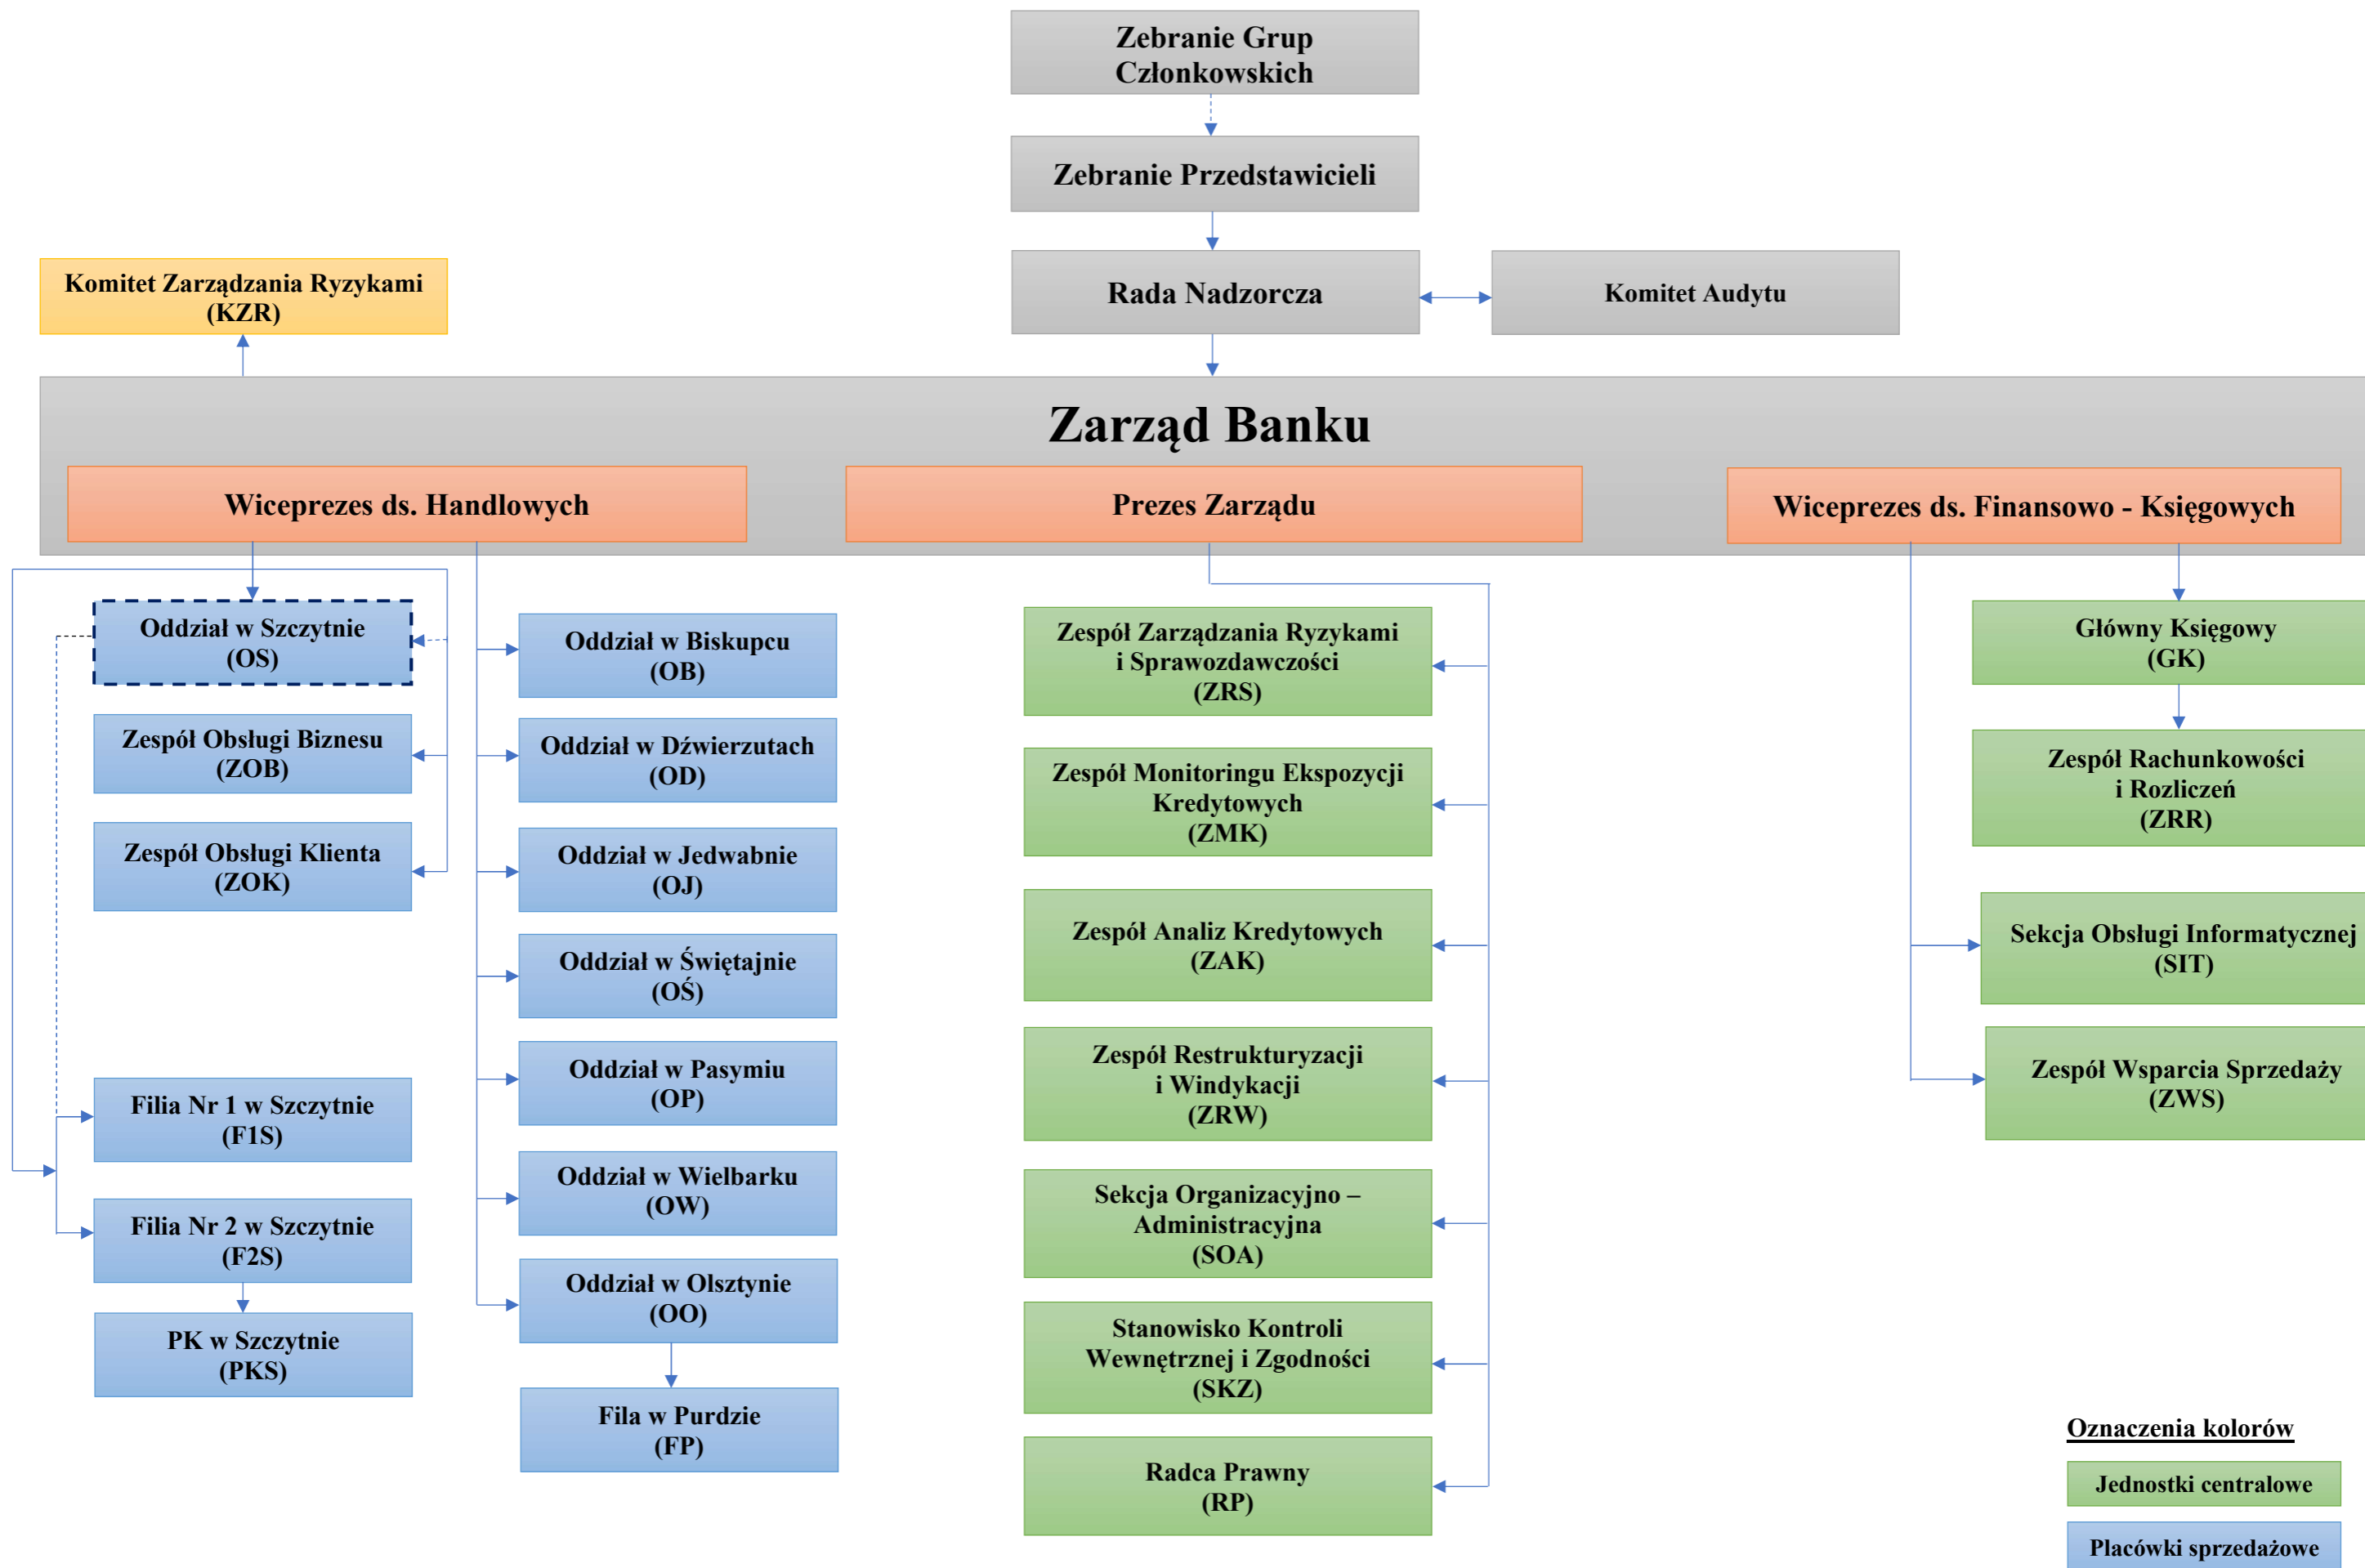 Zebranie Grup
Członkowskich
Zebranie Przedstawicieli
Rada Nadzorcza
Komitet Audytu
Komitet Zarządzania Ryzykami
(KZR)
Zarząd Banku
Wiceprezes ds. Handlowych
Prezes Zarządu
Wiceprezes ds. Finansowo - Księgowych
Oddział w Szczytnie
(OS)
Zespół Obsługi Biznesu
(ZOB)
Zespół Obsługi Klienta
(ZOK)
Filia Nr 1 w Szczytnie
(F1S)
Filia Nr 2 w Szczytnie
(F2S)
PK w Szczytnie
(PKS)
Oddział w Biskupcu
(OB)
Oddział w Dźwierzutach
(OD)
Oddział w Jedwabnie
(OJ)
Oddział w Świętajnie
(OŚ)
Oddział w Pasymiu
(OP)
Oddział w Wielbarku
(OW)
Oddział w Olsztynie
(OO)
Fila w Purdzie
(FP)
Zespół Zarządzania Ryzykami
i Sprawozdawczości
(ZRS)
Zespół Monitoringu Ekspozycji
Kredytowych
(ZMK)
Zespół Analiz Kredytowych
(ZAK)
Zespół Restrukturyzacji
i Windykacji
(ZRW)
Sekcja Organizacyjno –
Administracyjna
(SOA)
Stanowisko Kontroli
Wewnętrznej i Zgodności
(SKZ)
Radca Prawny
(RP)
Główny Księgowy
(GK)
Zespół Rachunkowości
i Rozliczeń
(ZRR)
Sekcja Obsługi Informatycznej
(SIT)
Zespół Wsparcia Sprzedaży
(ZWS)
Oznaczenia kolorów
Jednostki centralowe
Placówki sprzedażowe